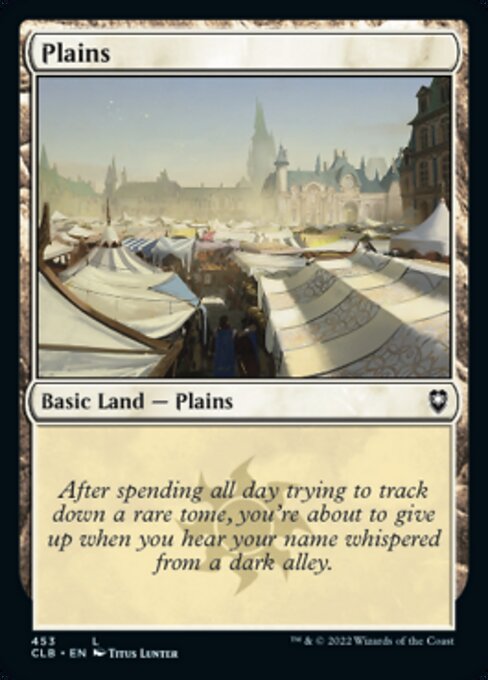 Plains
Basic Land — Plains
After spending all day trying to track
down a rare tome, you're about to give
up when you hear your name whispered
from a dark alley.
453 L
CLB • EN Titus Lunter
™ & © 2022 Wizards of the Coast